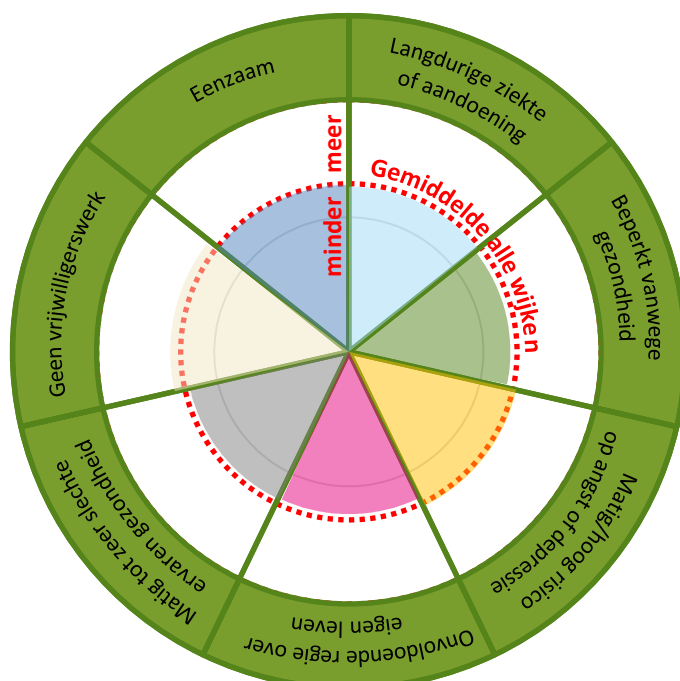 Eenzaam
Langdurige ziekte
of aandoening
Beperkt vanwege
gezondheid
Matig/hoog risico
op angst of depressie
Onvoldoende regie over
eigen leven
Matig tot zeer slechte
ervaren gezondheid
Geen vrijwilligerswerk
meer
minder
Gemiddelde alle wijken